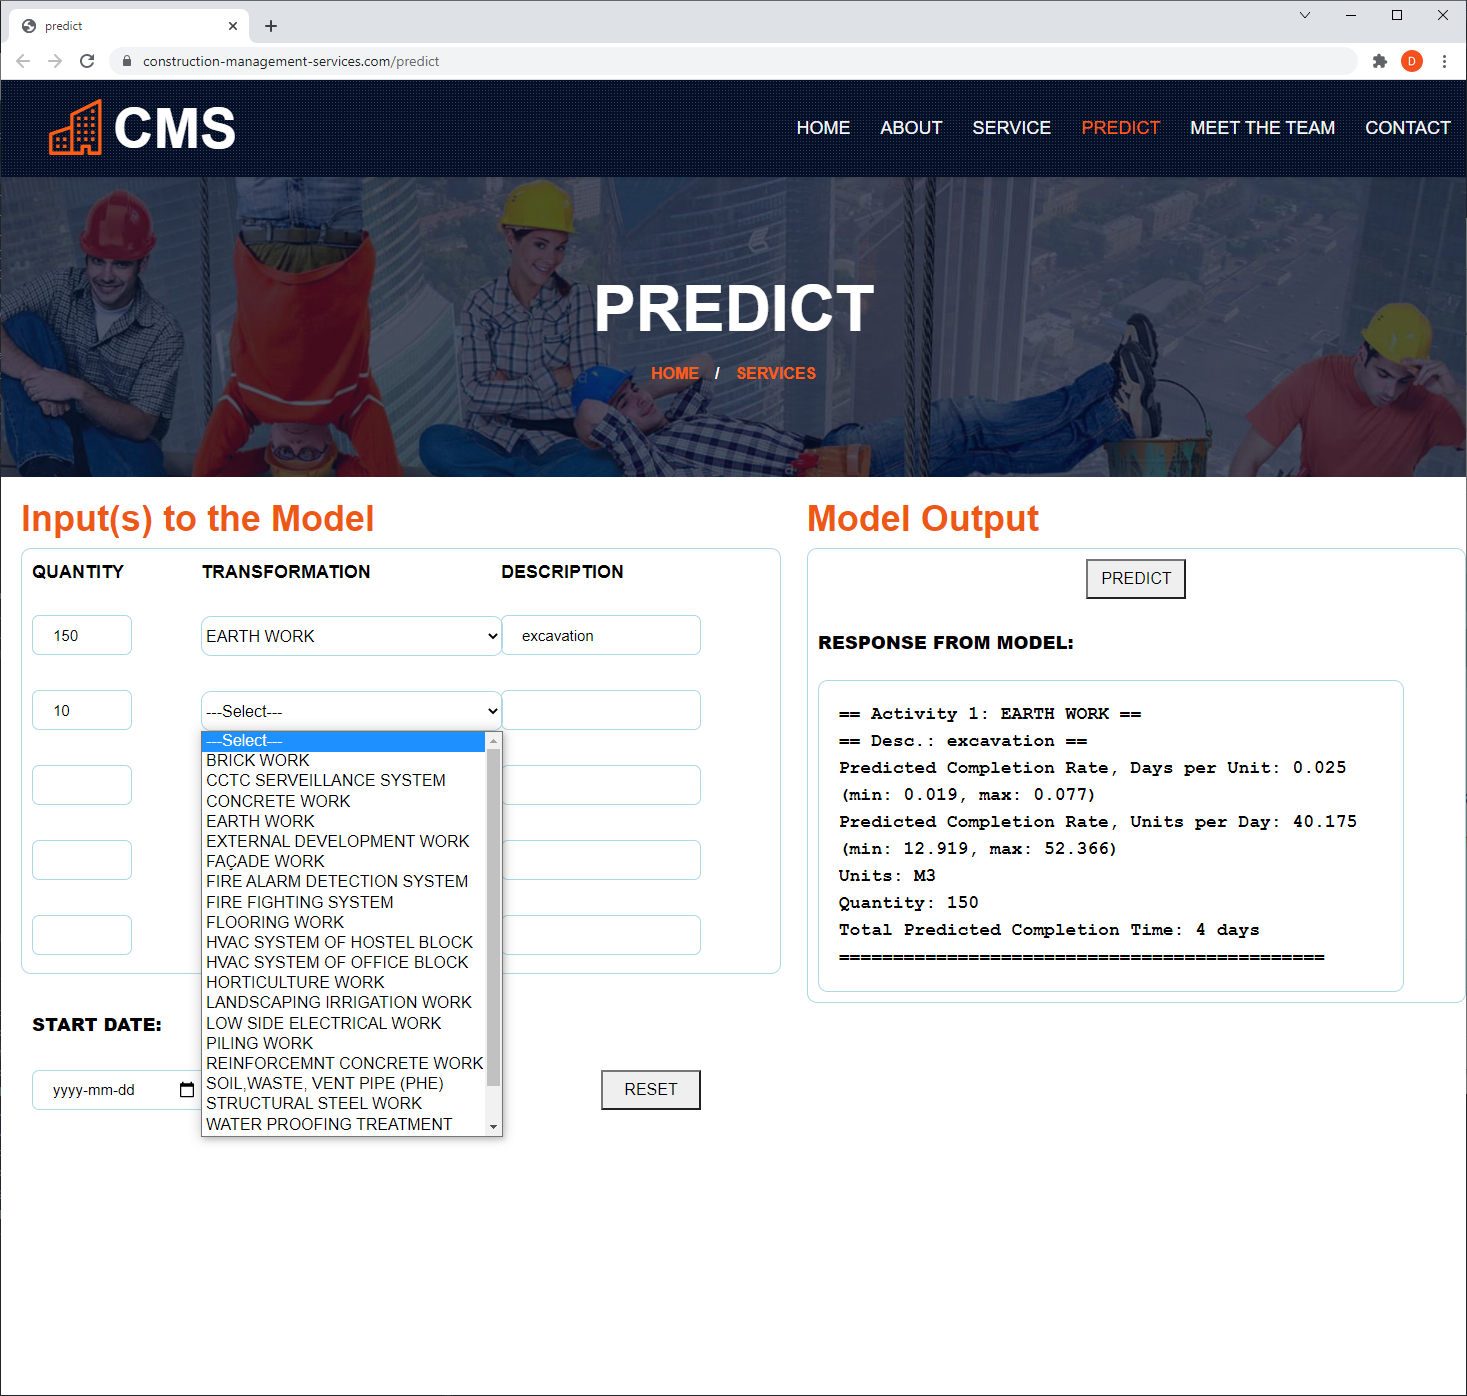 predict
construction-management-services.com/predict
D
CMS
HOME ABOUT SERVICE PREDICT MEET THE TEAM CONTACT
PREDICT
HOME / SERVICES
Input(s) to the Model
QUANTITY TRANSFORMATION DESCRIPTION
150 EARTH WORK excavation
10 ---Select---
---Select---
BRICK WORK
CCTC SERVEILLANCE SYSTEM
CONCRETE WORK
EARTH WORK
EXTERNAL DEVELOPMENT WORK
FAÇADE WORK
FIRE ALARM DETECTION SYSTEM
FIRE FIGHTING SYSTEM
FLOORING WORK
HVAC SYSTEM OF HOSTEL BLOCK
HVAC SYSTEM OF OFFICE BLOCK
HORTICULTURE WORK
LANDSCAPING IRRIGATION WORK
LOW SIDE ELECTRICAL WORK
PILING WORK
REINFORCEMNT CONCRETE WORK
SOIL,WASTE, VENT PIPE (PHE)
STRUCTURAL STEEL WORK
WATER PROOFING TREATMENT
START DATE:
yyyy-mm-dd
RESET
Model Output
PREDICT
RESPONSE FROM MODEL:
== Activity 1: EARTH WORK ==
== Desc.: excavation ==
Predicted Completion Rate, Days per Unit: 0.025
(min: 0.019, max: 0.077)
Predicted Completion Rate, Units per Day: 40.175
(min: 12.919, max: 52.366)
Units: M3
Quantity: 150
Total Predicted Completion Time: 4 days
=============================================